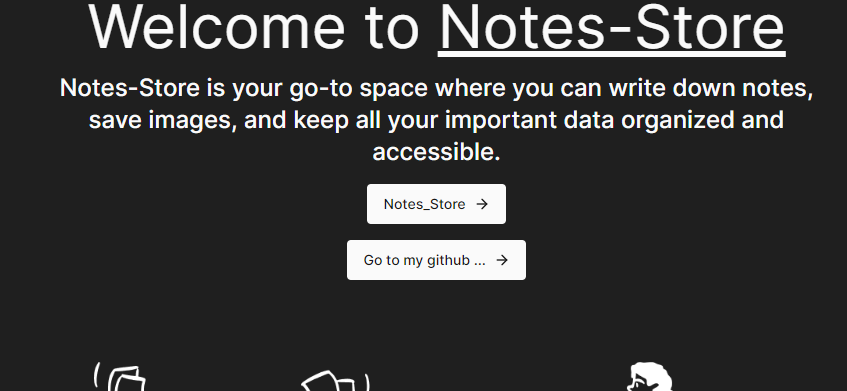 Welcome to Notes-Store
Notes-Store is your go-to space where you can write down notes,
save images, and keep all your important data organized and
accessible.
Notes_Store →
Go to my github ... →